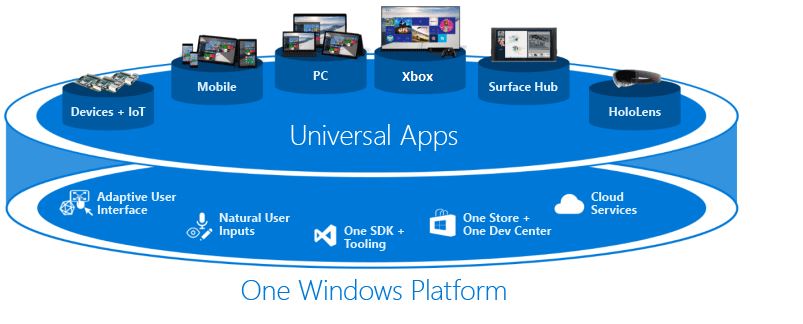 Devices + IoT
Mobile
PC
Xbox
Surface Hub
HoloLens
Universal Apps
Adaptive User
Interface
Natural User
Inputs
One SDK +
Tooling
One Store +
One Dev Center
Cloud
Services
One Windows Platform